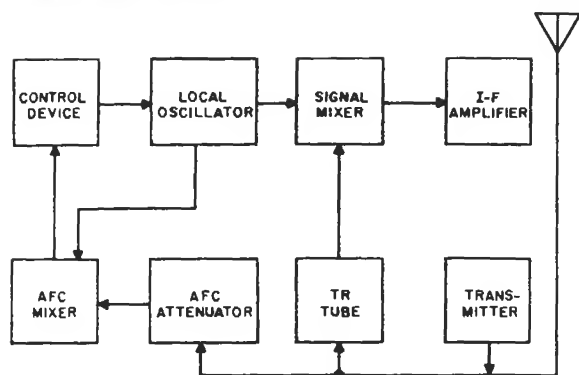 CONTROL
DEVICE
LOCAL
OSCILLATOR
SIGNAL
MIXER
I-F
AMPLIFIER
AFC
MIXER
AFC
ATTENUATOR
TR
TUBE
TRANS-
MITTER